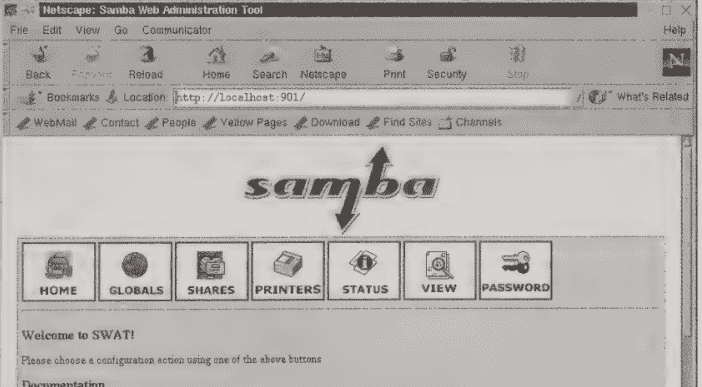 Netscape: Samba Web Administration Tool
File Edit View Go Communicator Help
Back Forward Reload Home Search Netscape Print Security Stop
N
Bookmarks Location: http://localhost:901/ What's Related
WebMail Contact People Yellow Pages Download Find Sites Channels
samba
HOME GLOBALS SHARES PRINTERS STATUS VIEW PASSWORD
Welcome to SWAT!
Please choose a configuration action using one of the above buttons
Documentation